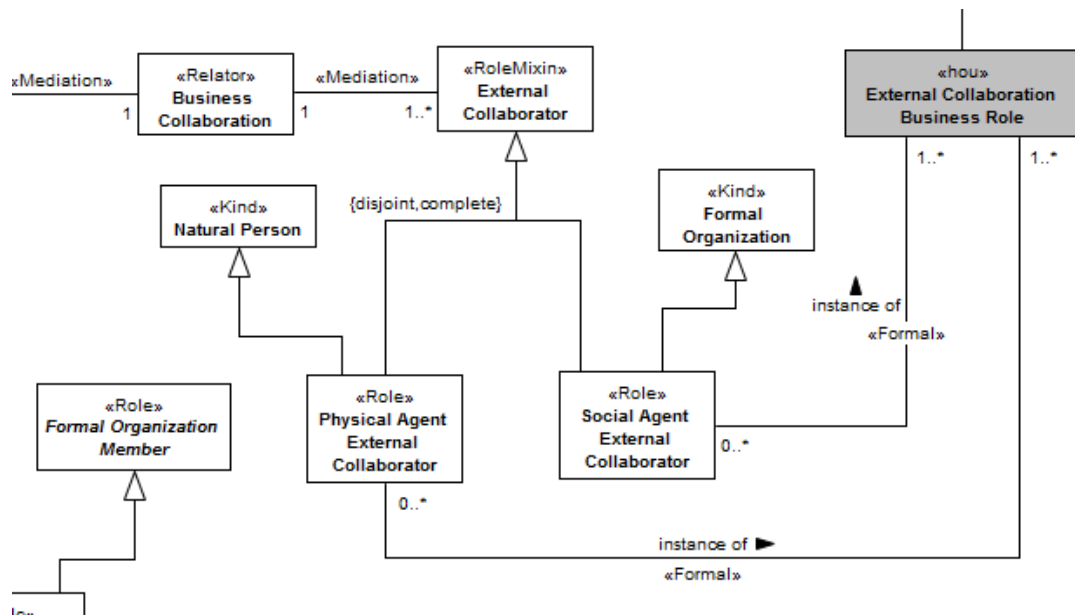 «Mediation»
1
«Relator»
Business
Collaboration
1
«Mediation»
1..*
«RoleMixin»
External
Collaborator
«hou»
External Collaboration
Business Role
1..*
1..*
{disjoint,complete}
«Kind»
Natural Person
«Kind»
Formal
Organization
instance of
«Formal»
«Role»
Formal Organization
Member
«Role»
Physical Agent
External
Collaborator
0..*
«Role»
Social Agent
External
Collaborator
0..*
instance of
«Formal»